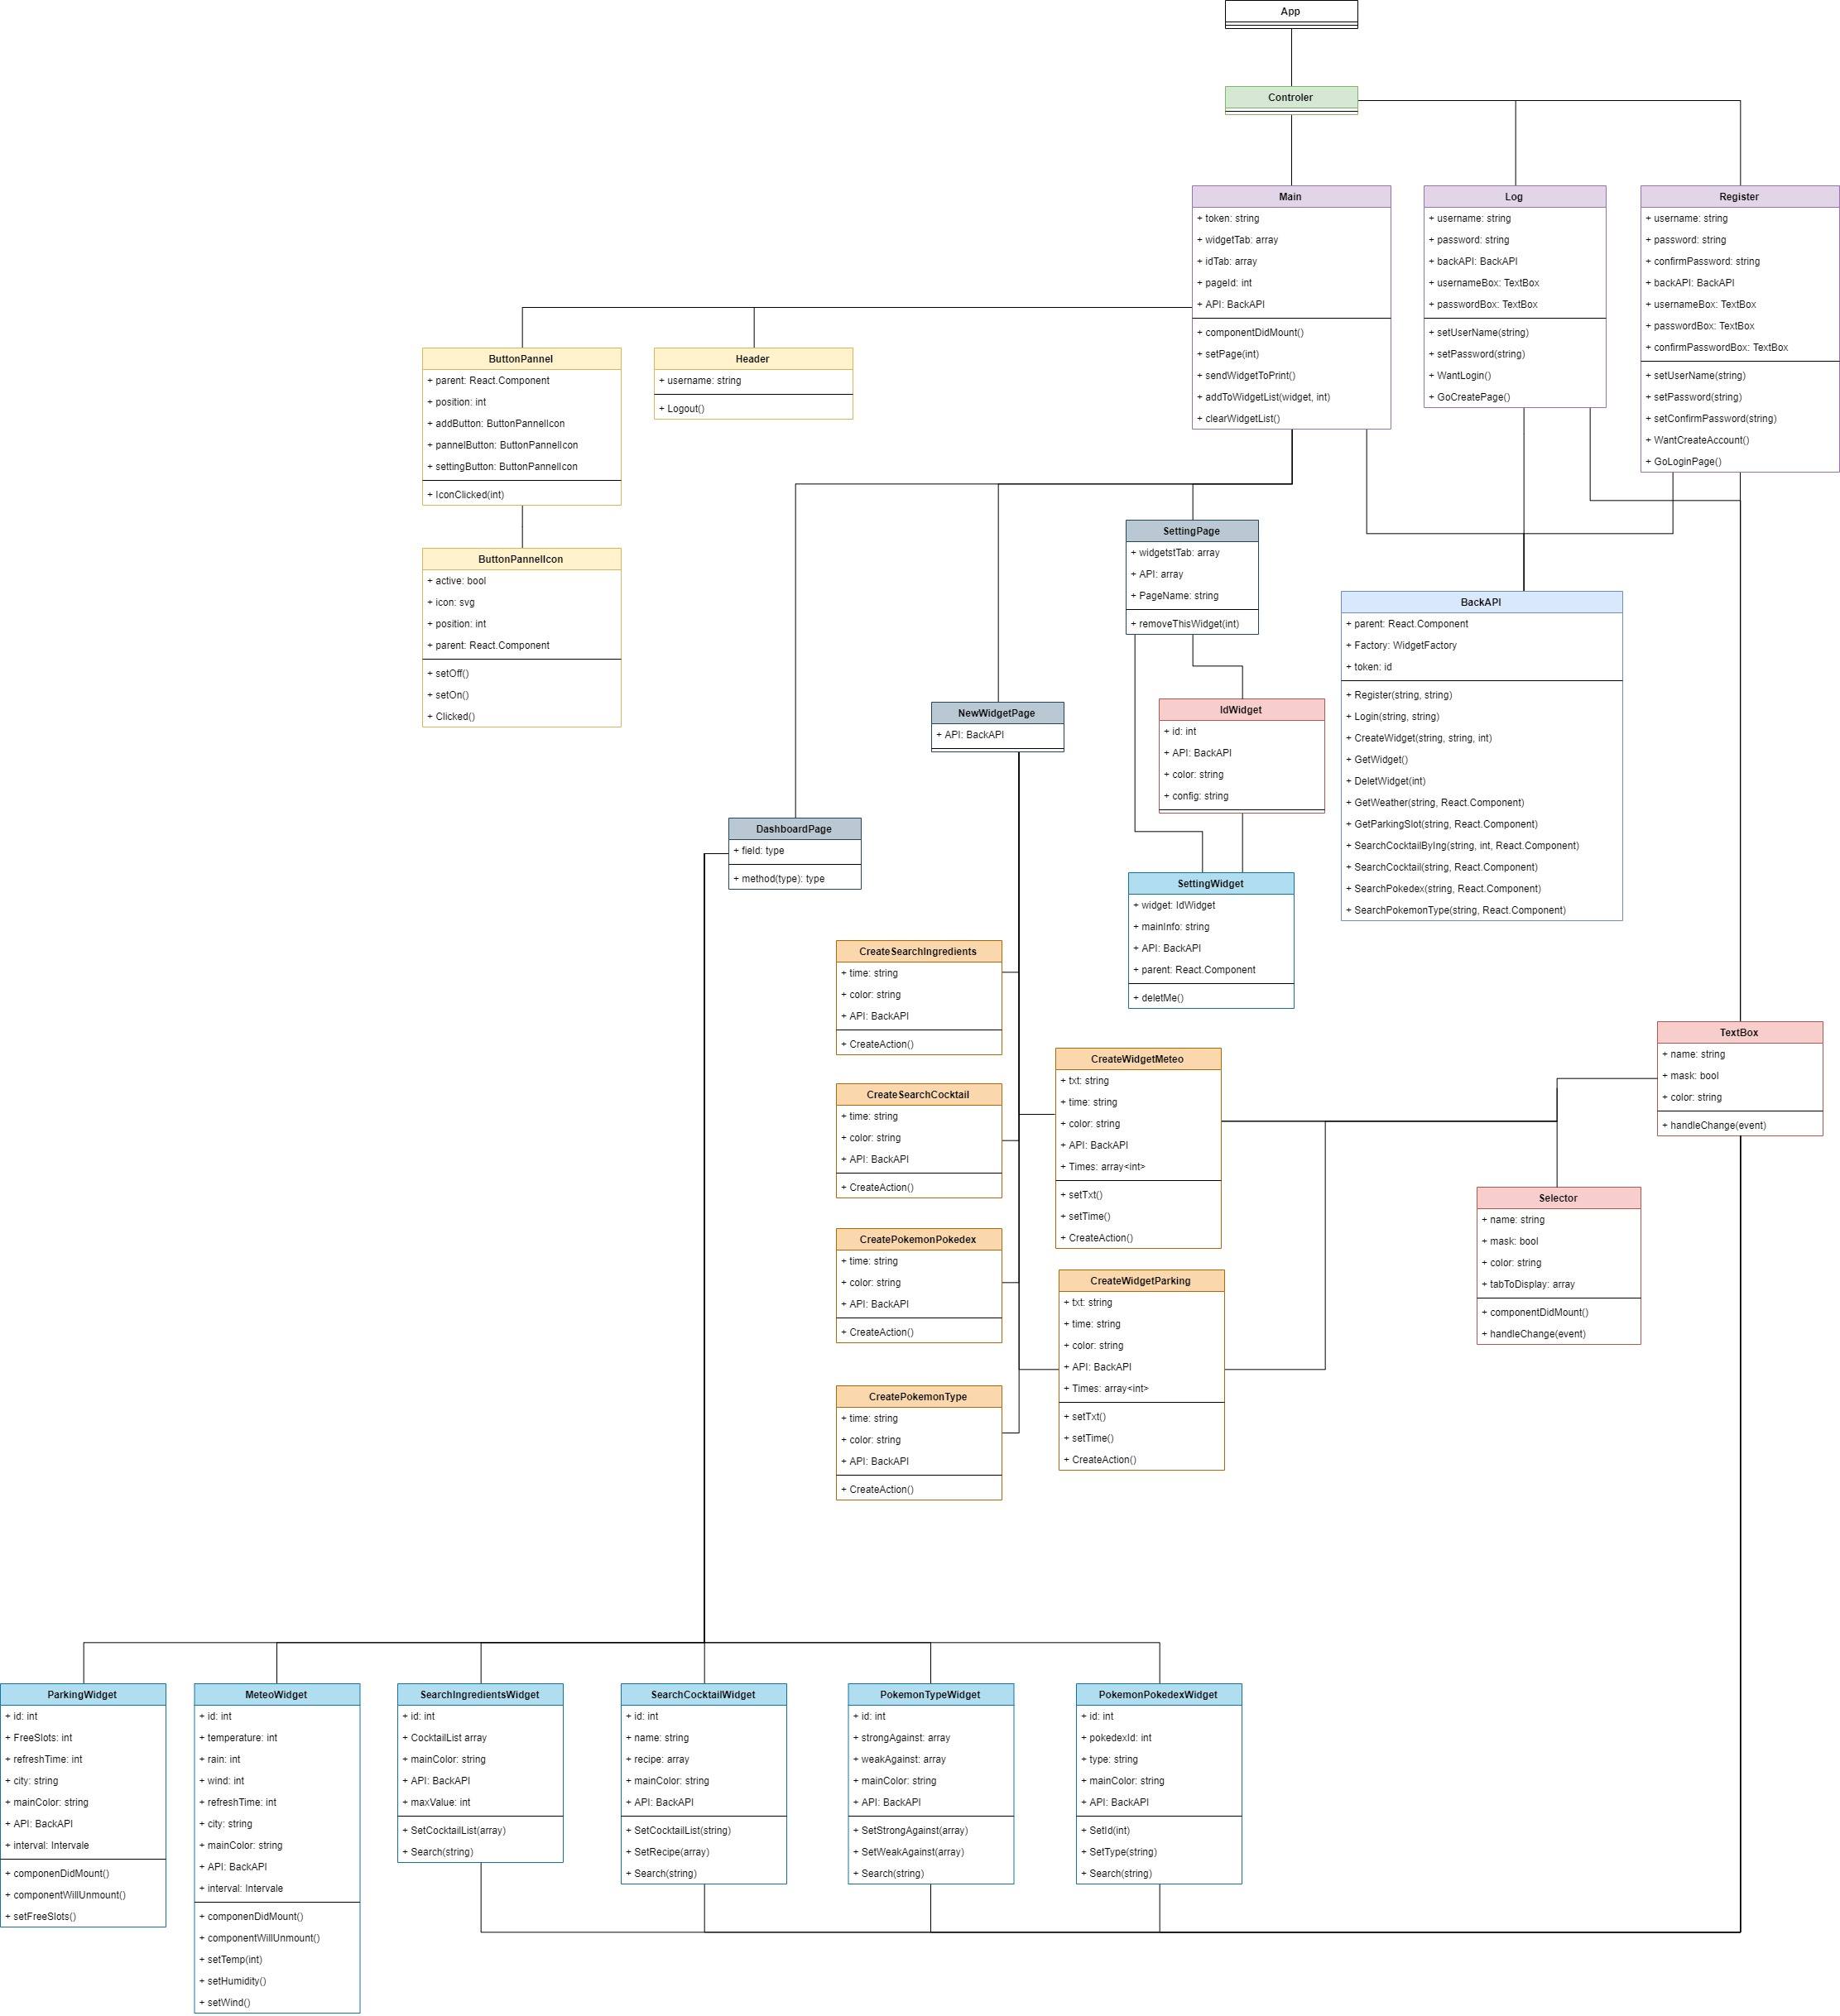 App
Controler
Main
+ token: string
+ widgetTab: array
+ idTab: array
+ pageId: int
+ API: BackAPI
+ componentDidMount()
+ setPage(int)
+ sendWidgetToPrint()
+ addToWidgetList(widget, int)
+ clearWidgetList()
Log
+ username: string
+ password: string
+ backAPI: BackAPI
+ usernameBox: TextBox
+ passwordBox: TextBox
+ setUserName(string)
+ setPassword(string)
+ WantLogin()
+ GoCreatePage()
Register
+ username: string
+ password: string
+ confirmPassword: string
+ backAPI: BackAPI
+ usernameBox: TextBox
+ passwordBox: TextBox
+ confirmPasswordBox: TextBox
+ setUserName(string)
+ setPassword(string)
+ setConfirmPassword(string)
+ WantCreateAccount()
+ GoLoginPage()
ButtonPannel
+ parent: React.Component
+ position: int
+ addButton: ButtonPannelIcon
+ pannelButton: ButtonPannelIcon
+ settingButton: ButtonPannelIcon
+ IconClicked(int)
Header
+ username: string
+ Logout()
ButtonPannelIcon
+ active: bool
+ icon: svg
+ position: int
+ parent: React.Component
+ setOff()
+ setOn()
+ Clicked()
SettingPage
+ widgetstTab: array
+ API: array
+ PageName: string
+ removeThisWidget(int)
BackAPI
+ parent: React.Component
+ Factory: WidgetFactory
+ token: id
+ Register(string, string)
+ Login(string, string)
+ CreateWidget(string, string, int)
+ GetWidget()
+ DeletWidget(int)
+ GetWeather(string, React.Component)
+ GetParkingSlot(string, React.Component)
+ SearchCocktailByIng(string, int, React.Component)
+ SearchCocktail(string, React.Component)
+ SearchPokedex(string, React.Component)
+ SearchPokemonType(string, React.Component)
NewWidgetPage
+ API: BackAPI
IdWidget
+ id: int
+ API: BackAPI
+ color: string
+ config: string
DashboardPage
+ field: type
+ method(type): type
SettingWidget
+ widget: IdWidget
+ mainInfo: string
+ API: BackAPI
+ parent: React.Component
+ deletMe()
CreateSearchIngredients
+ time: string
+ color: string
+ API: BackAPI
+ CreateAction()
CreateSearchCocktail
+ time: string
+ color: string
+ API: BackAPI
+ CreateAction()
CreatePokemonPokedex
+ time: string
+ color: string
+ API: BackAPI
+ CreateAction()
CreatePokemonType
+ time: string
+ color: string
+ API: BackAPI
+ CreateAction()
CreateWidgetMeteo
+ txt: string
+ time: string
+ color: string
+ API: BackAPI
+ Times: array<int>
+ setTxt()
+ setTime()
+ CreateAction()
CreateWidgetParking
+ txt: string
+ time: string
+ color: string
+ API: BackAPI
+ Times: array<int>
+ setTxt()
+ setTime()
+ CreateAction()
TextBox
+ name: string
+ mask: bool
+ color: string
+ handleChange(event)
Selector
+ name: string
+ mask: bool
+ color: string
+ tabToDisplay: array
+ componentDidMount()
+ handleChange(event)
ParkingWidget
+ id: int
+ FreeSlots: int
+ refreshTime: int
+ city: string
+ mainColor: string
+ API: BackAPI
+ interval: Intervale
+ componenDidMount()
+ componentWillUnmount()
+ setFreeSlots()
MeteoWidget
+ id: int
+ temperature: int
+ rain: int
+ wind: int
+ refreshTime: int
+ city: string
+ mainColor: string
+ API: BackAPI
+ interval: Intervale
+ componenDidMount()
+ componentWillUnmount()
+ setTemp(int)
+ setHumidity()
+ setWind()
SearchIngredientsWidget
+ id: int
+ CocktailList array
+ mainColor: string
+ API: BackAPI
+ maxValue: int
+ SetCocktailList(array)
+ Search(string)
SearchCocktailWidget
+ id: int
+ name: string
+ recipe: array
+ mainColor: string
+ API: BackAPI
+ SetCocktailList(string)
+ SetRecipe(array)
+ Search(string)
PokemonTypeWidget
+ id: int
+ strongAgainst: array
+ weakAgainst: array
+ mainColor: string
+ API: BackAPI
+ SetStrongAgainst(array)
+ SetWeakAgainst(array)
+ Search(string)
PokemonPokedexWidget
+ id: int
+ pokedexId: int
+ type: string
+ mainColor: string
+ API: BackAPI
+ SetId(int)
+ SetType(string)
+ Search(string)